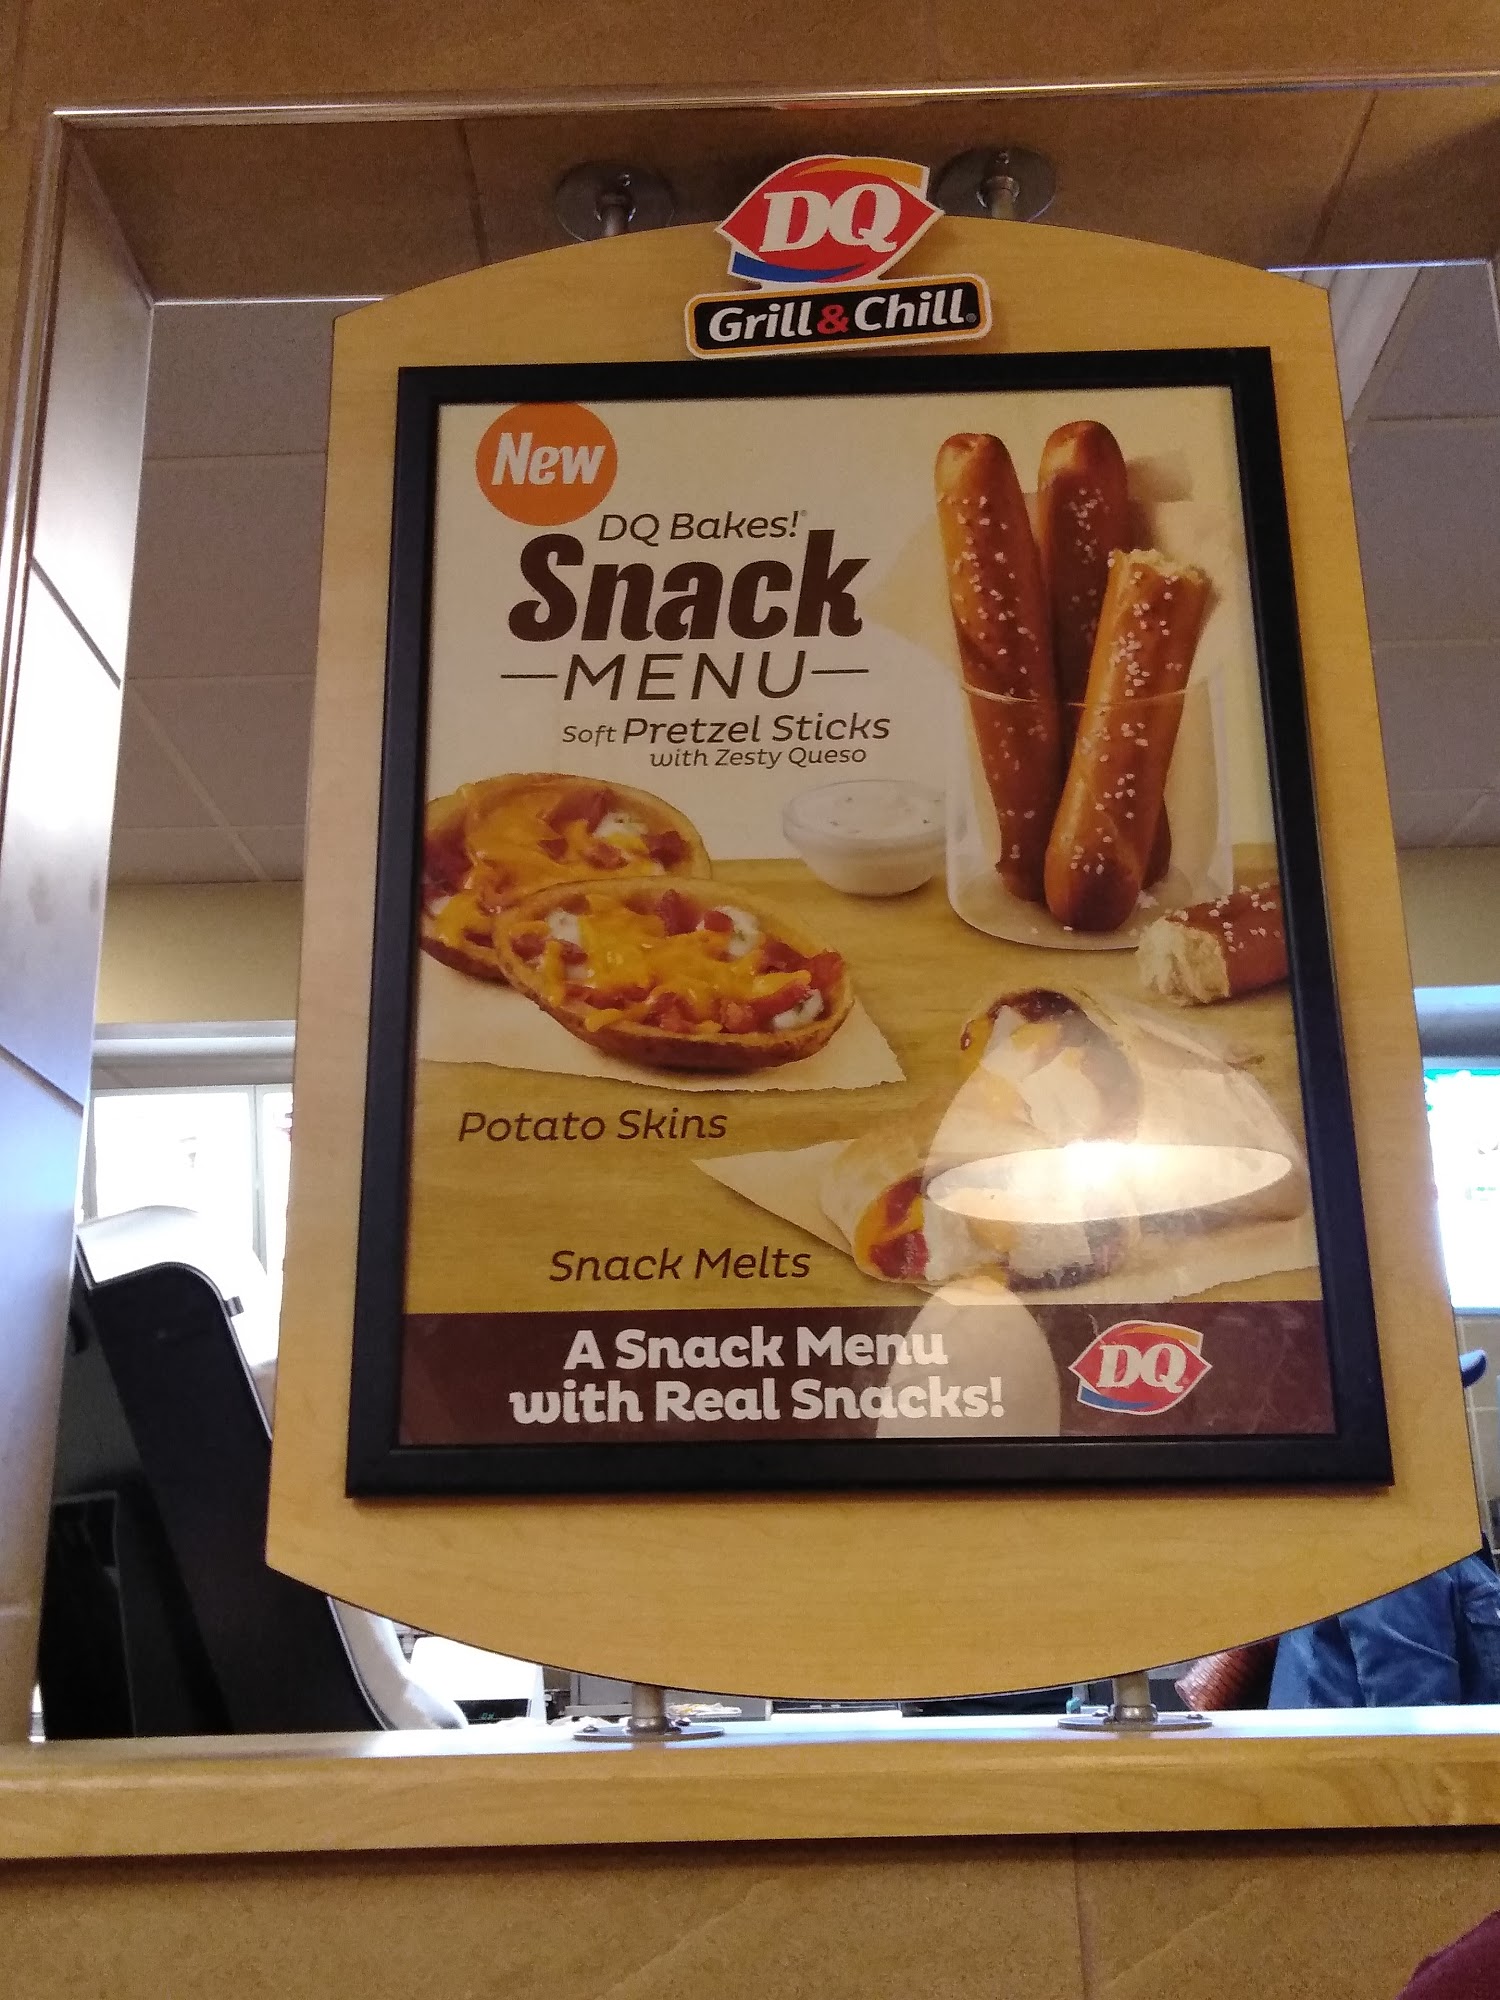 DQ
Grill & Chill®
New
DQ Bakes!®
Snack
MENU
Soft Pretzel Sticks
with Zesty Queso
Potato Skins
Snack Melts
A Snack Menu
with Real Snacks!
DQ